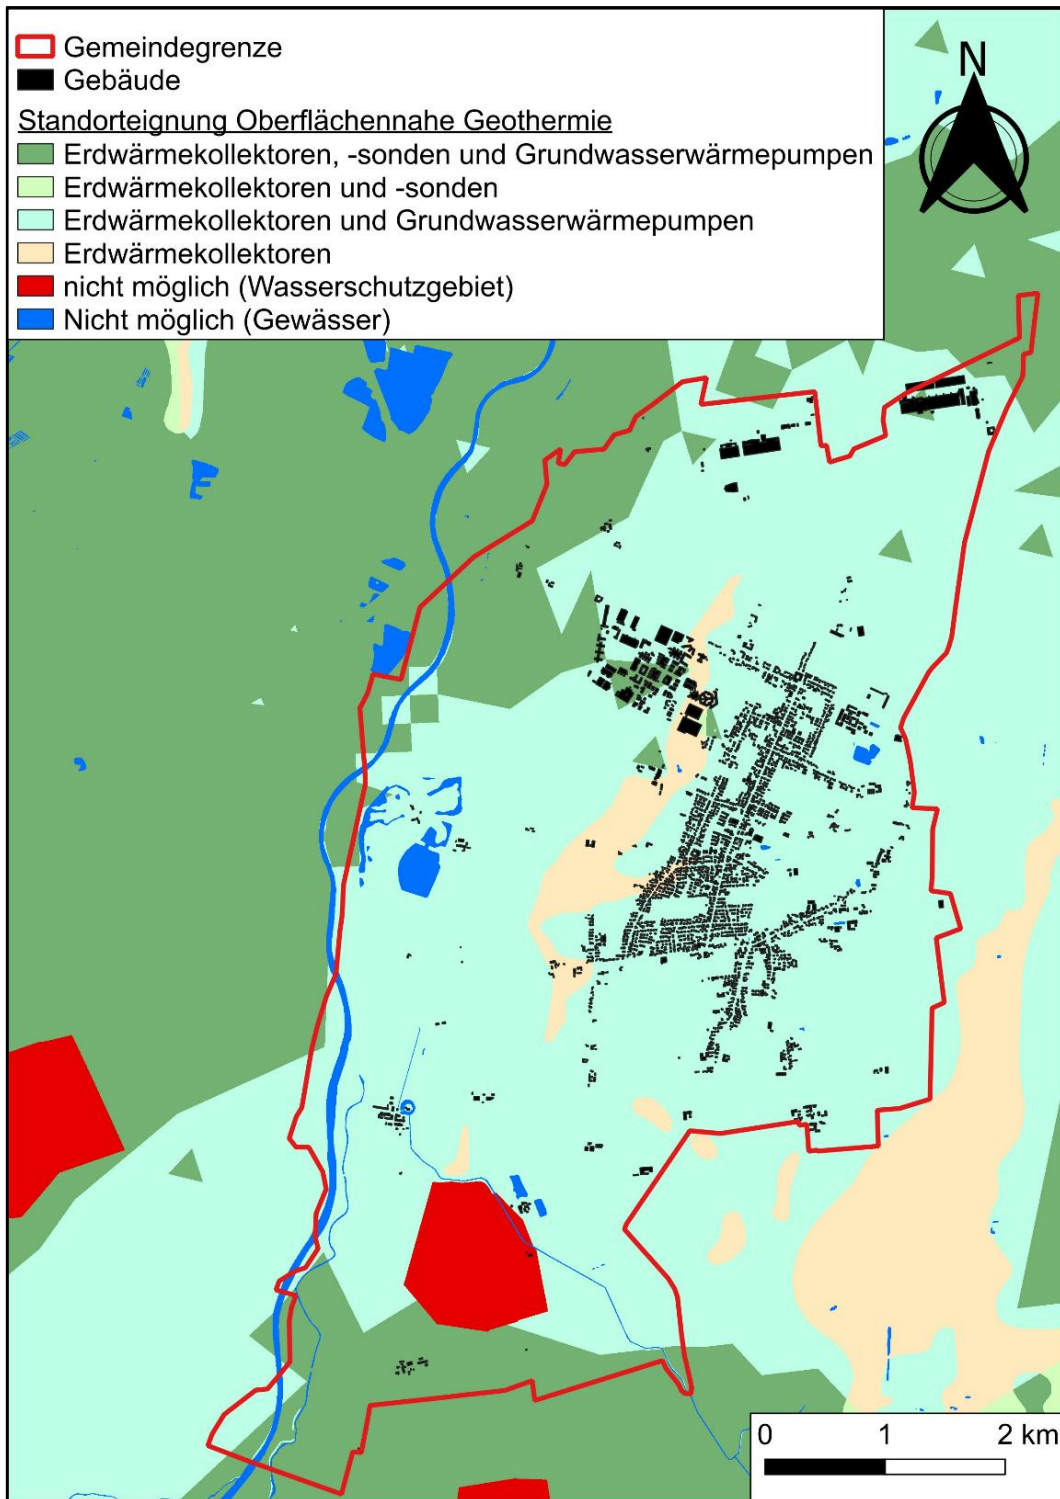 Gemeindegrenze
Gebäude
Standorteignung Oberflächennahe Geothermie
Erdwärmekollektoren, -sonden und Grundwasserwärmepumpen
Erdwärmekollektoren und -sonden
Erdwärmekollektoren und Grundwasserwärmepumpen
Erdwärmekollektoren
nicht möglich (Wasserschutzgebiet)
Nicht möglich (Gewässer)
N
0 1 2 km